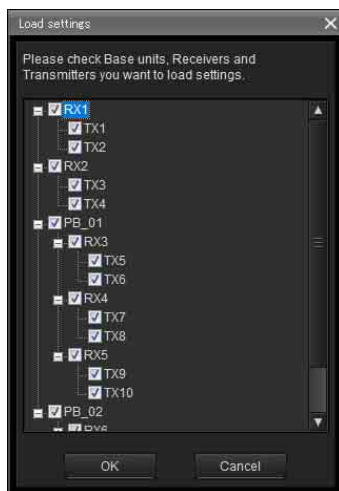 Load settings
Please check Base units, Receivers and
Transmitters you want to load settings.
RX1
TX1
TX2
RX2
TX3
TX4
PB_01
RX3
TX5
TX6
RX4
TX7
TX8
RX5
TX9
TX10
PB_02
RX6
OK
Cancel